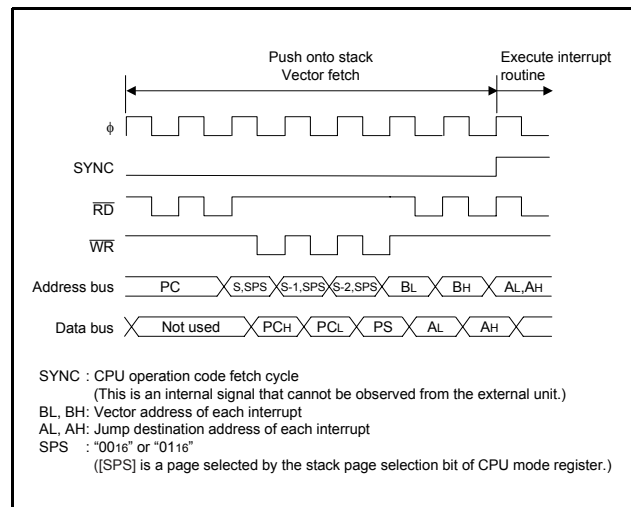 Push onto stack
Vector fetch
Execute interrupt
routine
ϕ
SYNC
RD
WR
Address bus
PC
S,SPS
S-1,SPS
S-2,SPS
BL
BH
AL,AH
Data bus
Not used
PCH
PCL
PS
AL
AH
SYNC : CPU operation code fetch cycle
(This is an internal signal that cannot be observed from the external unit.)
BL, BH: Vector address of each interrupt
AL, AH: Jump destination address of each interrupt
SPS : “0016” or “0116”
([SPS] is a page selected by the stack page selection bit of CPU mode register.)